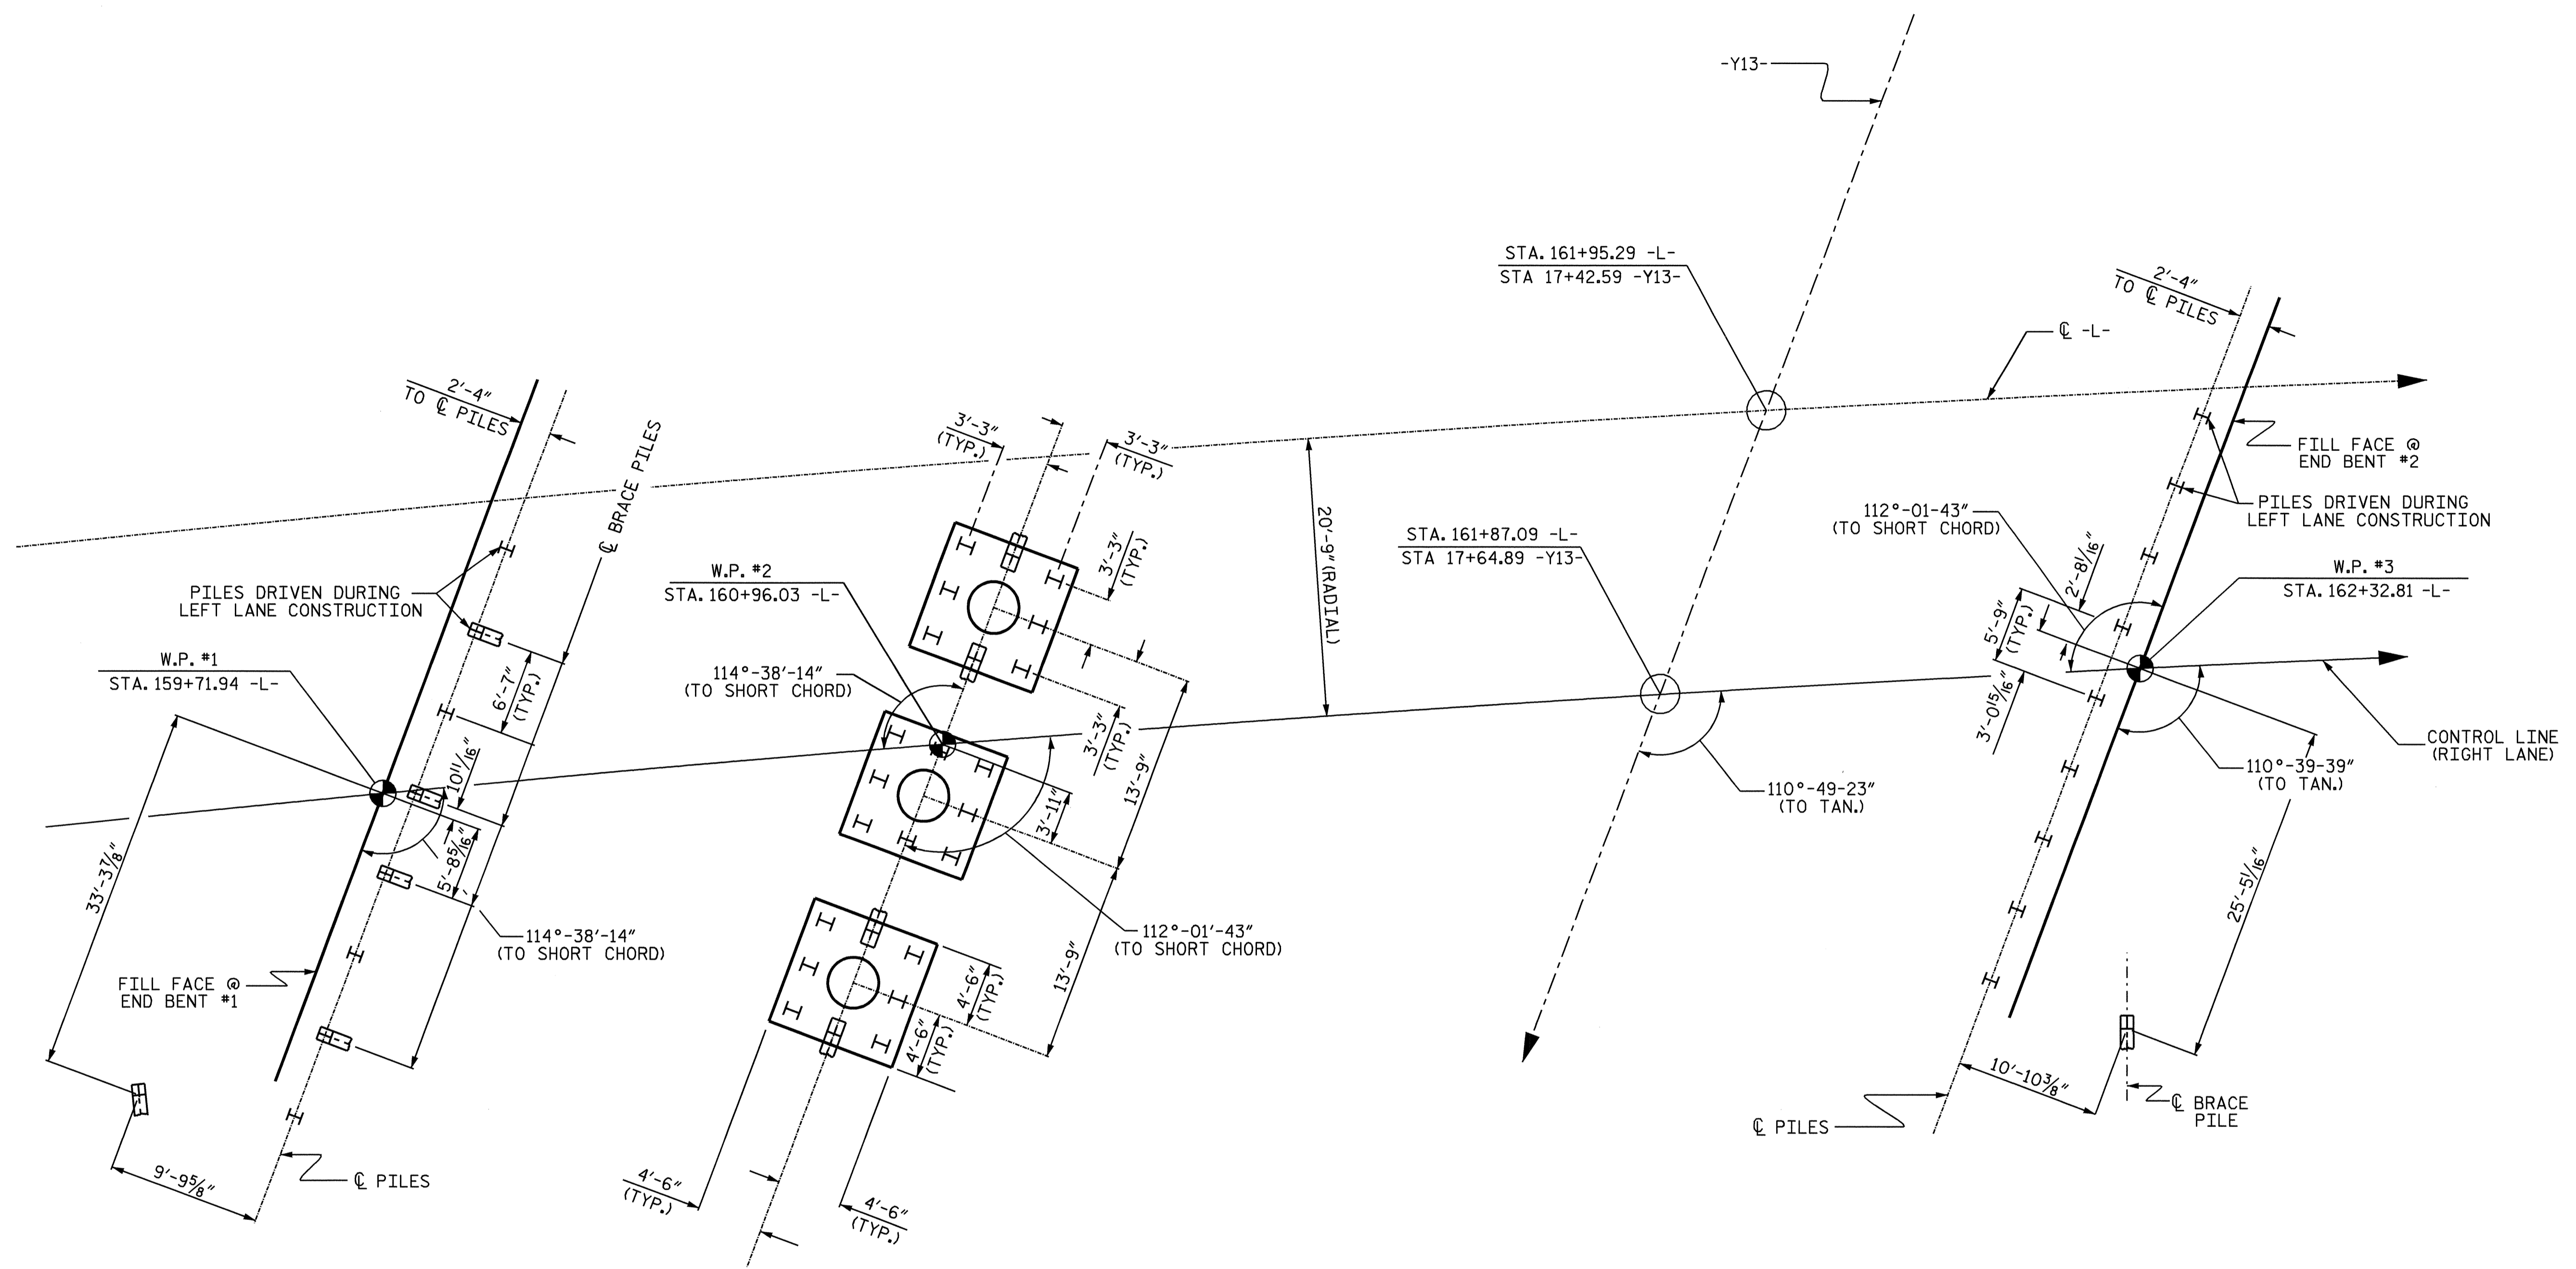 -Y13-
STA. 161+95.29 -L-
STA 17+42.59 -Y13-
2'-4"
TO ℄ PILES
℄ -L-
2'-4"
TO ℄ PILES
℄ BRACE PILES
3'-3"
(TYP.)
3'-3"
(TYP.)
FILL FACE @
END BENT #2
PILES DRIVEN DURING
LEFT LANE CONSTRUCTION
112°-01-43"
(TO SHORT CHORD)
20'-9" (RADIAL)
STA. 161+87.09 -L-
STA 17+64.89 -Y13-
3'-3"
(TYP.)
2'-8 1/16"
W.P. #2
STA. 160+96.03 -L-
W.P. #3
STA. 162+32.81 -L-
PILES DRIVEN DURING
LEFT LANE CONSTRUCTION
5'-9"
(TYP.)
W.P. #1
STA. 159+71.94 -L-
6'-7"
(TYP.)
114°-38'-14"
(TO SHORT CHORD)
3'-0 15/16"
3'-3"
(TYP.)
CONTROL LINE
(RIGHT LANE)
10 11/16"
13'-9"
110°-49-23"
(TO TAN.)
110°-39-39"
(TO TAN.)
3'-11"
5'-8 5/16"
33'-3 7/8"
25'-5 1/16"
114°-38'-14"
(TO SHORT CHORD)
112°-01'-43"
(TO SHORT CHORD)
13'-9"
FILL FACE @
END BENT #1
4'-6"
(TYP.)
4'-6"
(TYP.)
10'-10 3/8"
℄ BRACE
PILE
℄ PILES
9'-9 5/8"
℄ PILES
4'-6"
(TYP.)
4'-6"
(TYP.)